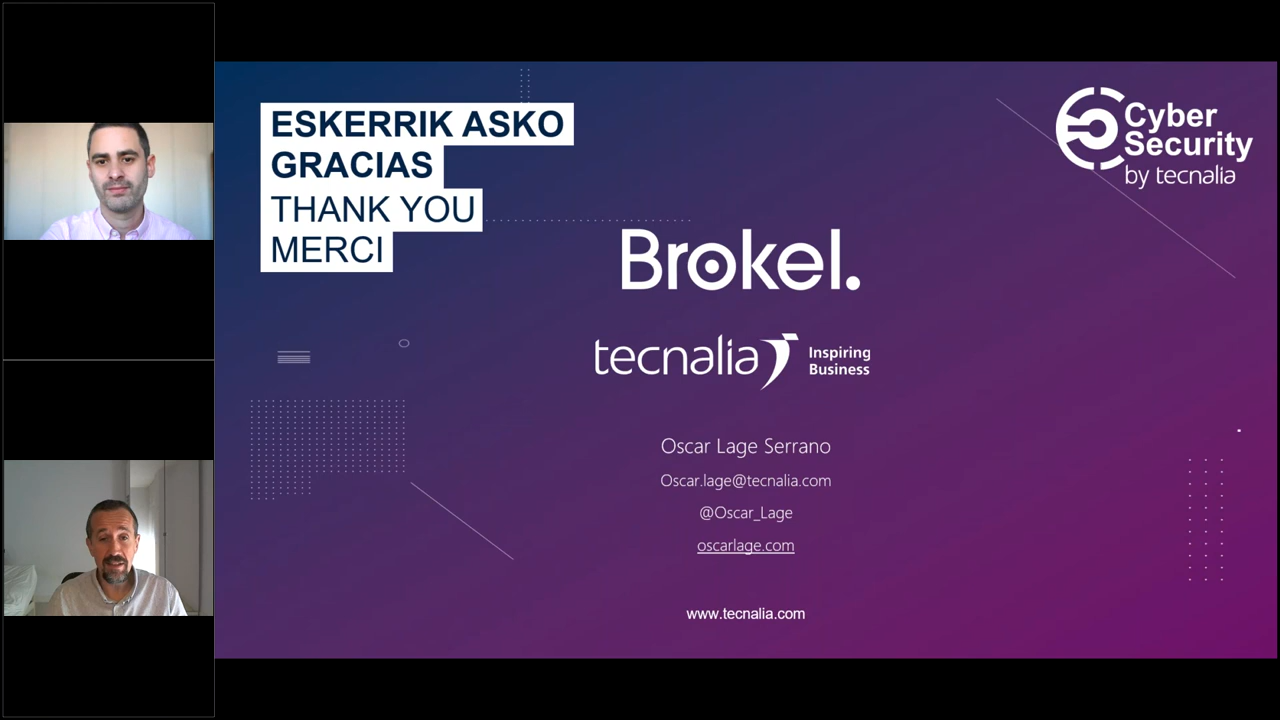 ESKERRIK ASKO
GRACIAS
THANK YOU
MERCI
Cyber
Security
by tecnalia
Brokel.
tecnalia
Inspiring
Business
Oscar Lage Serrano
Oscar.lage@tecnalia.com
@Oscar_Lage
oscarlage.com
www.tecnalia.com